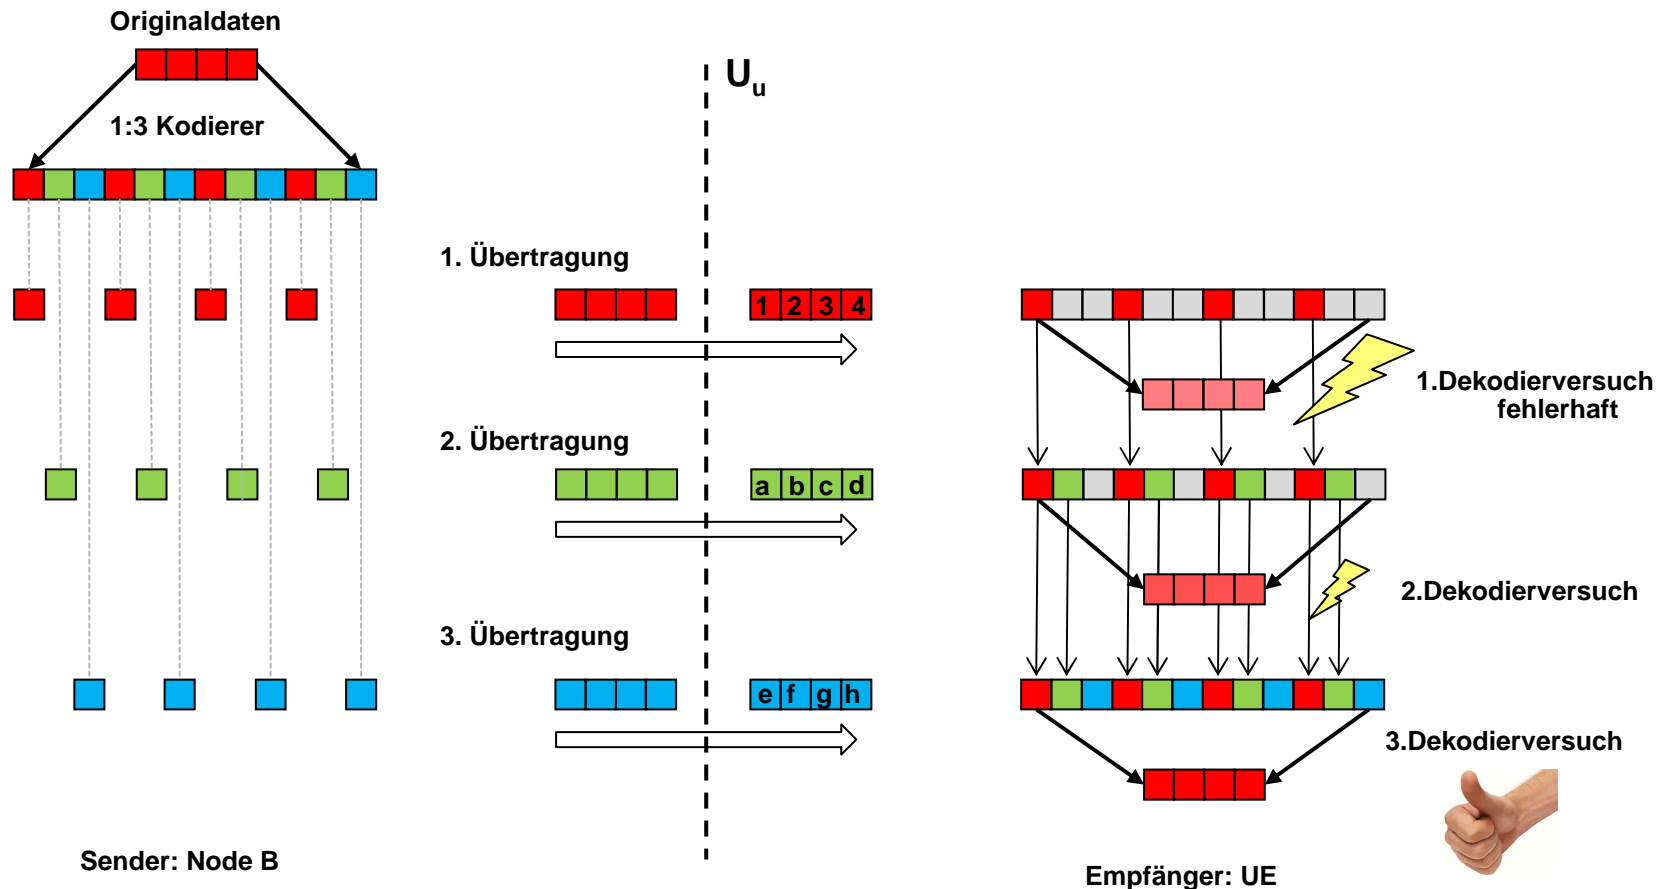 Originaldaten
1:3 Kodierer
Uu
1. Übertragung
1 2 3 4
2. Übertragung
a b c d
3. Übertragung
e f g h
1.Dekodierversuch
fehlerhaft
2.Dekodierversuch
3.Dekodierversuch
Sender: Node B
Empfänger: UE